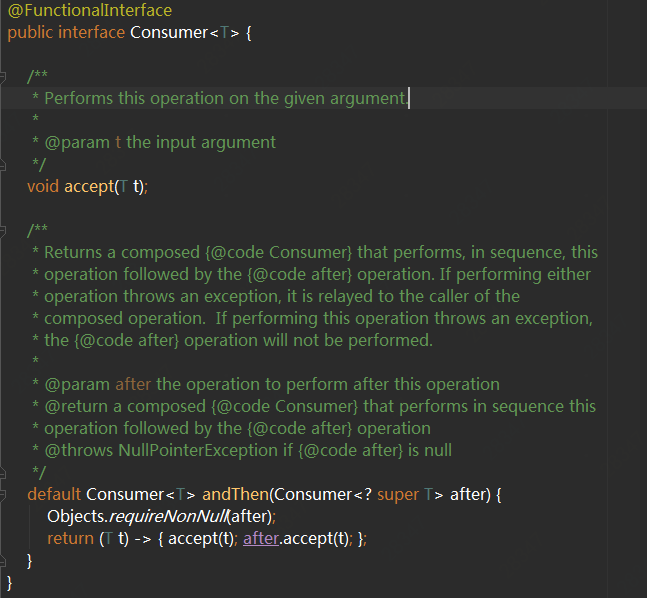 @FunctionalInterface
public interface Consumer<T> {
/**
* Performs this operation on the given argument.
*
* @param t the input argument
*/
void accept(T t);
/**
* Returns a composed {@code Consumer} that performs, in sequence, this
* operation followed by the {@code after} operation. If performing either
* operation throws an exception, it is relayed to the caller of the
* composed operation.  If performing this operation throws an exception,
* the {@code after} operation will not be performed.
*
* @param after the operation to perform after this operation
* @return a composed {@code Consumer} that performs in sequence this
* operation followed by the {@code after} operation
* @throws NullPointerException if {@code after} is null
*/
default Consumer<T> andThen(Consumer<? super T> after) {
Objects.requireNonNull(after);
return (T t) -> { accept(t); after.accept(t); };
}
}